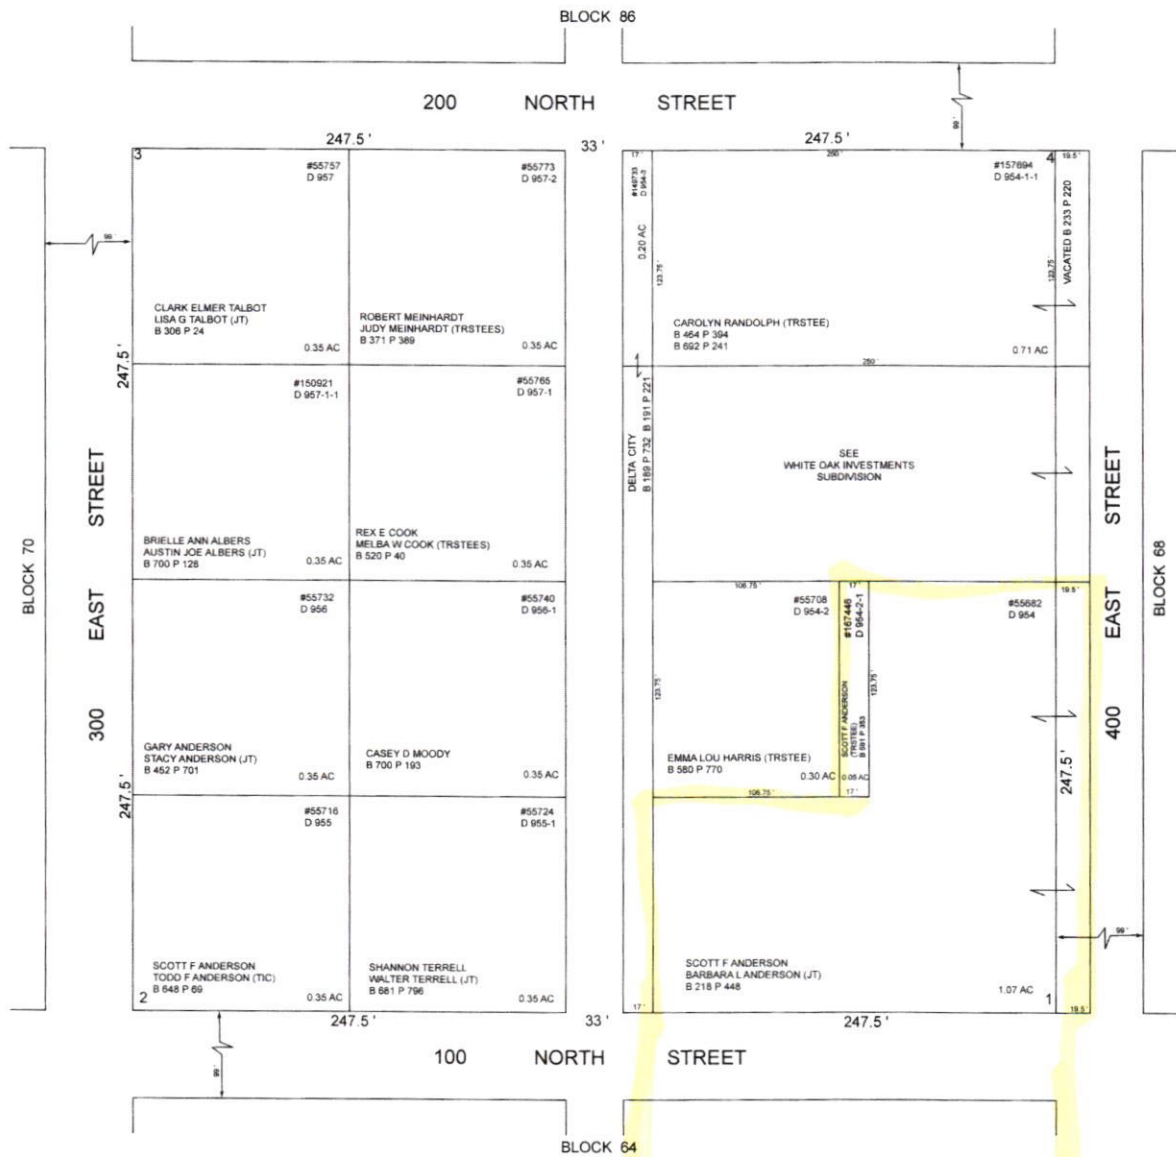 BLOCK 86
200 NORTH STREET
99 '
247.5 '
33 '
247.5 '
3
#55757
D 957
#55773
D 957-2
17 '
#149733
D 954-3
0.20 AC
250 '
4
#157694
D 954-1-1
19.5'
VACATED B 233 P 220
123.75 '
123.75 '
CLARK ELMER TALBOT
LISA G TALBOT (JT)
B 306 P 24
0.35 AC
ROBERT MEINHARDT
JUDY MEINHARDT (TRSTEES)
B 371 P 389
0.35 AC
CAROLYN RANDOLPH (TRSTEE)
B 464 P 394
B 692 P 241
0.71 AC
247.5 '
250 '
#150921
D 957-1-1
#55765
D 957-1
DELTA CITY
B 189 P 732 B 191 P 221
SEE
WHITE OAK INVESTMENTS
SUBDIVISION
BRIELLE ANN ALBERS
AUSTIN JOE ALBERS (JT)
B 700 P 128
0.35 AC
REX E COOK
MELBA W COOK (TRSTEES)
B 520 P 40
0.35 AC
BLOCK 70
300 EAST STREET
400 EAST STREET
BLOCK 68
#55732
D 956
#55740
D 956-1
106.75 '
#55708
D 954-2
17 '
#167446
D 954-2-1
#55682
D 954
19.5'
123.75 '
123.75 '
GARY ANDERSON
STACY ANDERSON (JT)
B 452 P 701
0.35 AC
CASEY D MOODY
B 700 P 193
0.35 AC
EMMA LOU HARRIS (TRSTEE)
B 580 P 770
0.30 AC
SCOTT F ANDERSON
(TRSTEE)
0.05 AC
247.5 '
247.5 '
106.75 '
17 '
#55716
D 955
#55724
D 955-1
SCOTT F ANDERSON
TODD F ANDERSON (TIC)
B 648 P 69
0.35 AC
2
SHANNON TERRELL
WALTER TERRELL (JT)
B 681 P 796
0.35 AC
SCOTT F ANDERSON
BARBARA L ANDERSON (JT)
B 218 P 448
1.07 AC
1
99 '
17 '
19.5'
247.5 '
33 '
247.5 '
100 NORTH STREET
99 '
BLOCK 64